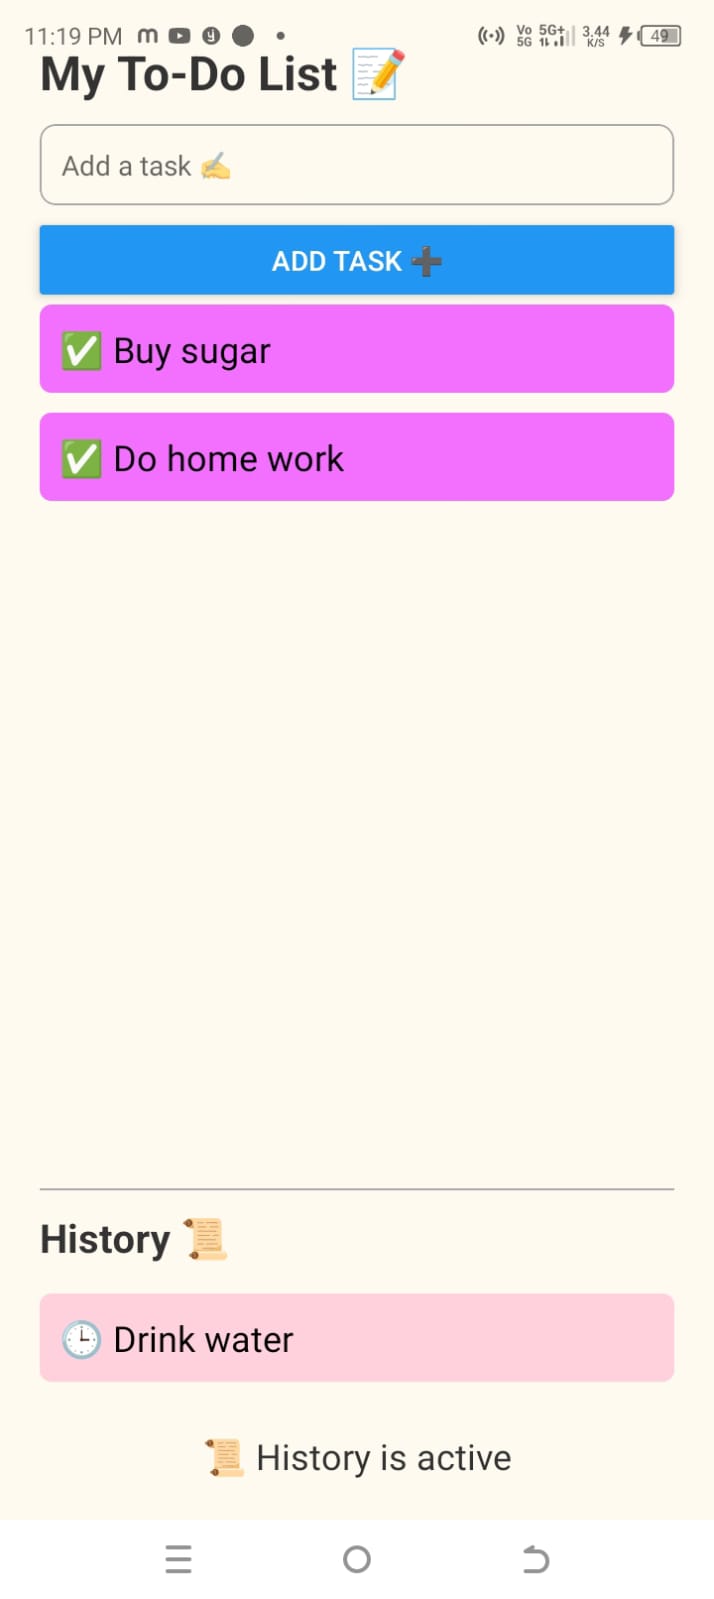 11:19 PM
Vo 5G 5G+ 3.44 K/S 49
My To-Do List 📝
Add a task ✍️
ADD TASK ➕
✅ Buy sugar
✅ Do home work
History 📜
🕒 Drink water
📜 History is active